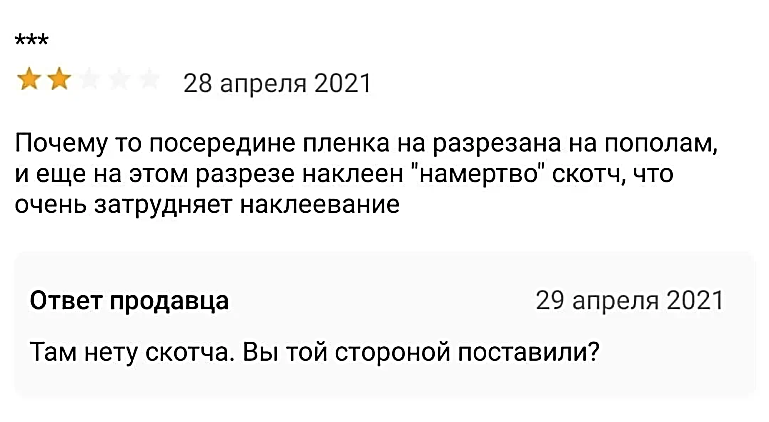 ***
28 апреля 2021
Почему то посередине пленка на разрезана на пополам,
и еще на этом разрезе наклеен "намертво" скотч, что
очень затрудняет наклеевание
Ответ продавца 29 апреля 2021
Там нету скотча. Вы той стороной поставили?